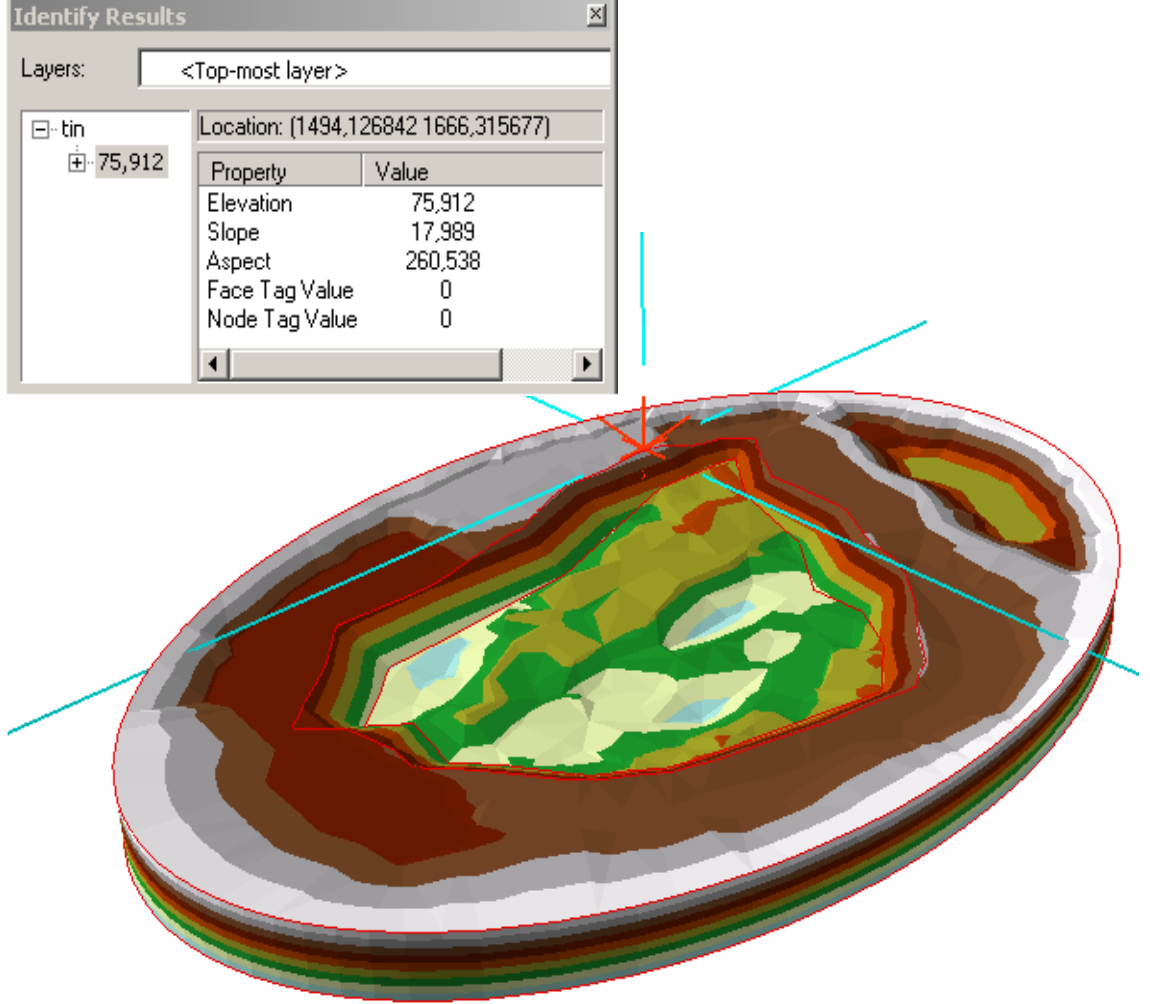 Identify Results
Layers: <Top-most layer>
tin
75,912
Location: (1494,126842 1666,315677)
Property Value
Elevation 75,912
Slope 17,989
Aspect 260,538
Face Tag Value 0
Node Tag Value 0